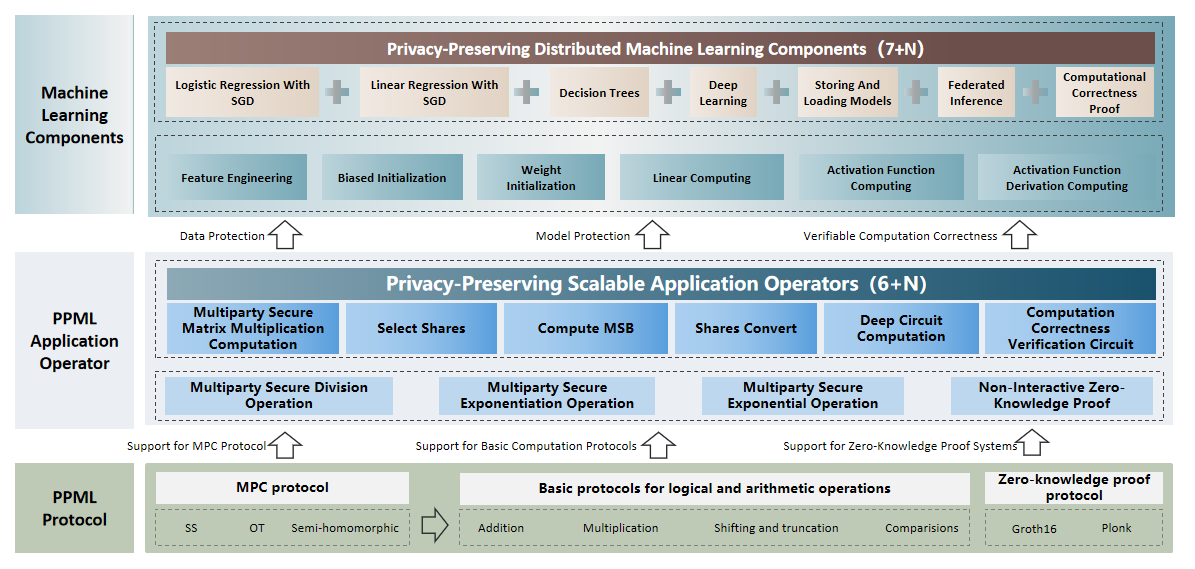 Machine
Learning
Components
Privacy-Preserving Distributed Machine Learning Components（7+N）
Logistic Regression With
SGD
Linear Regression With
SGD
Decision Trees
Deep
Learning
Storing And
Loading Models
Federated
Inference
Computational
Correctness
Proof
Feature Engineering
Biased Initialization
Weight
Initialization
Linear Computing
Activation Function
Computing
Activation Function
Derivation Computing
Data Protection
Model Protection
Verifiable Computation Correctness
PPML
Application
Operator
Privacy-Preserving Scalable Application Operators（6+N）
Multiparty Secure
Matrix Multiplication
Computation
Select Shares
Compute MSB
Shares Convert
Deep Circuit
Computation
Computation
Correctness
Verification Circuit
Multiparty Secure Division
Operation
Multiparty Secure
Exponentiation Operation
Multiparty Secure
Exponential Operation
Non-Interactive Zero-
Knowledge Proof
Support for MPC Protocol
Support for Basic Computation Protocols
Support for Zero-Knowledge Proof Systems
PPML
Protocol
MPC protocol
SS OT Semi-homomorphic
Basic protocols for logical and arithmetic operations
Addition Multiplication Shifting and truncation Comparisions
Zero-knowledge proof
protocol
Groth16 Plonk